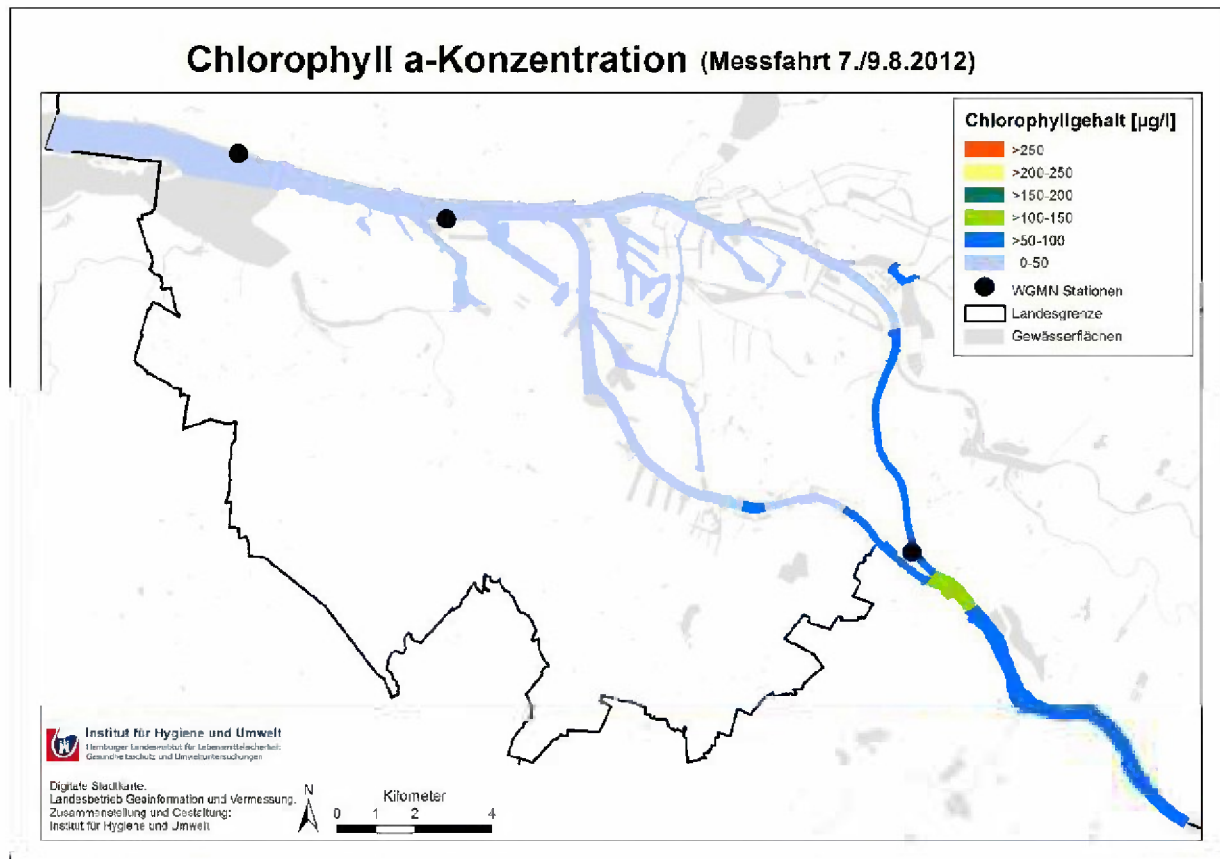 Chlorophyll a-Konzentration (Messfahrt 7./9.8.2012)
Chlorophyllgehalt [µg/l]
>250
>200-250
>150-200
>100-150
>50-100
0-50
WGMN Stationen
Landesgrenze
Gewässerflächen
Institut für Hygiene und Umwelt
Hamburger Landesinstitut für Lebensmittelsicherheit,
Gesundheitsschutz und Umweltuntersuchungen
Digitale Stadtkarte:
Landesbetrieb Geoinformation und Vermessung.
Zusammenstellung und Gestaltung:
Institut für Hygiene und Umwelt
N
Kilometer
0 1 2 4